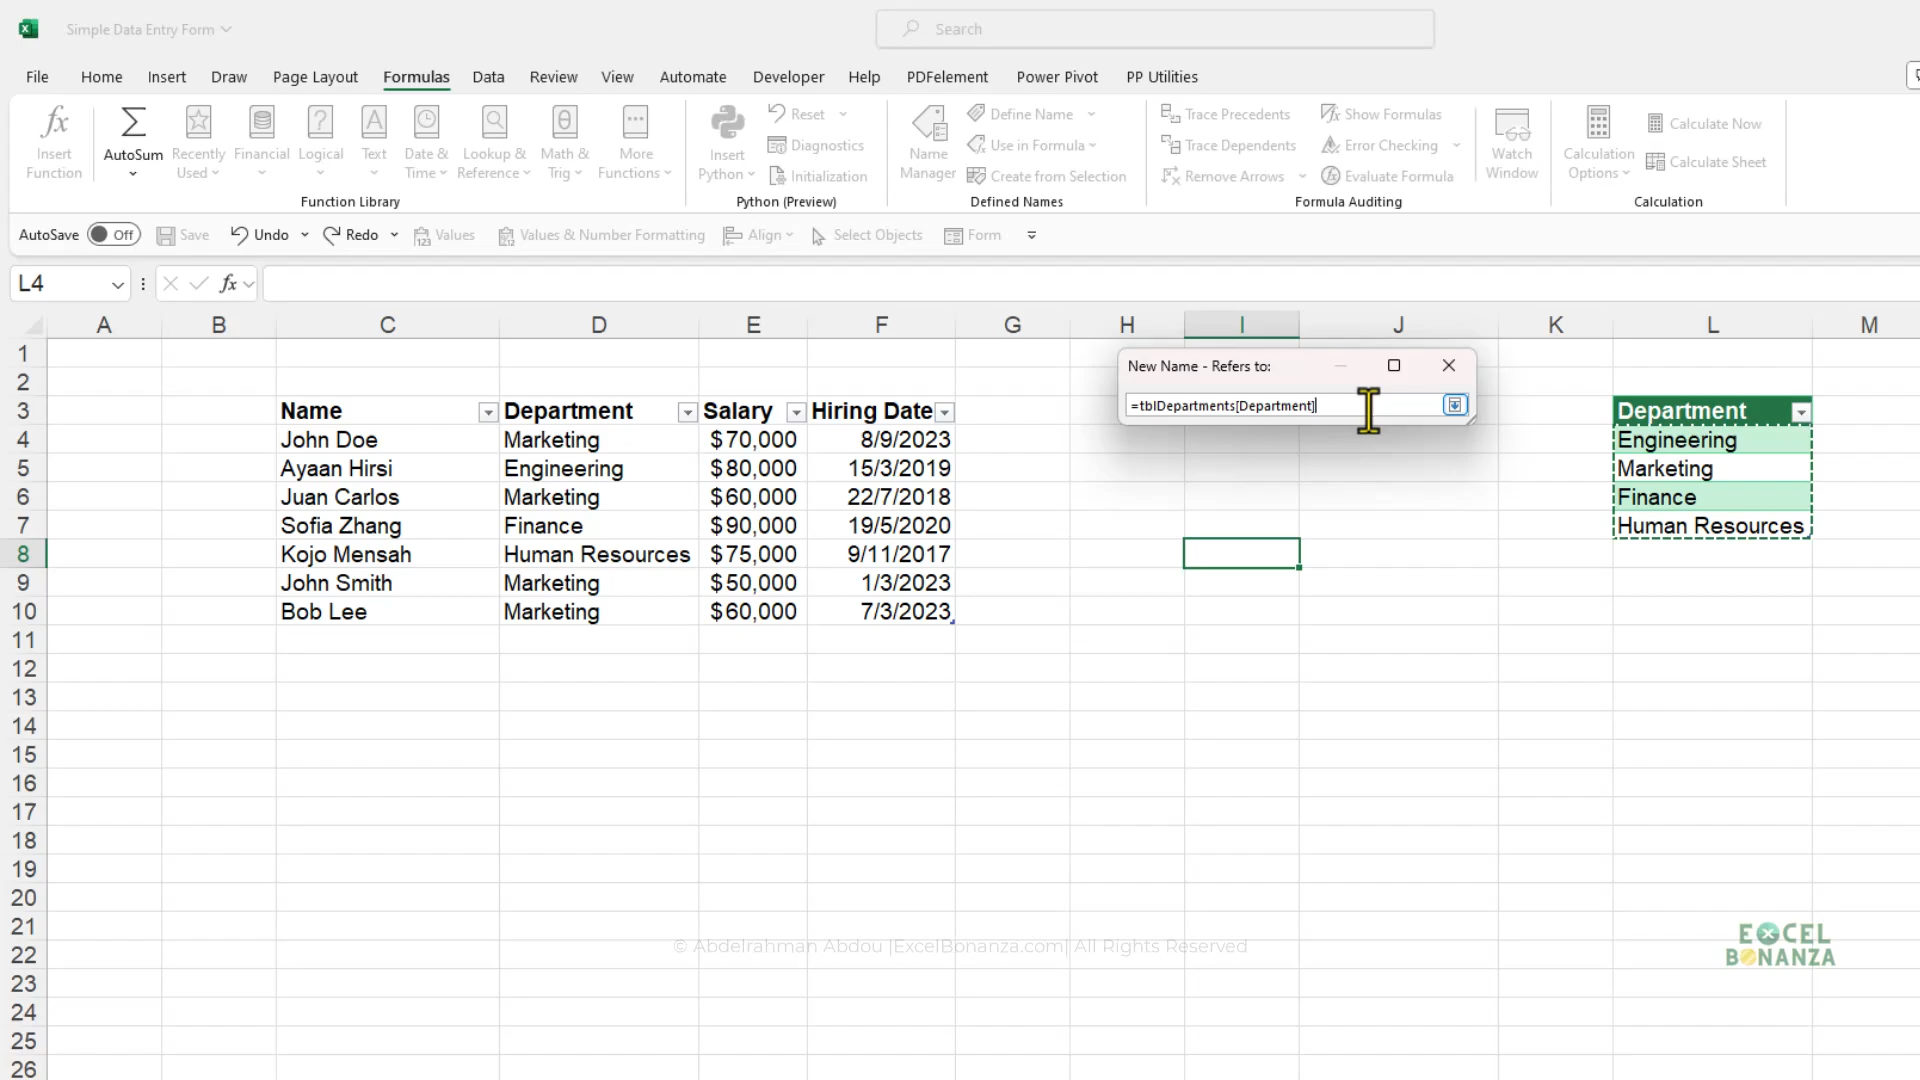 Simple Data Entry Form
Search
File Home Insert Draw Page Layout Formulas Data Review View Automate Developer Help PDFelement Power Pivot PP Utilities
Insert Function
AutoSum
Recently Used
Financial
Logical
Text
Date & Time
Lookup & Reference
Math & Trig
More Functions
Function Library
Insert Python
Reset
Diagnostics
Initialization
Python (Preview)
Name Manager
Define Name
Use in Formula
Create from Selection
Defined Names
Trace Precedents
Trace Dependents
Remove Arrows
Show Formulas
Error Checking
Evaluate Formula
Formula Auditing
Watch Window
Calculation Options
Calculate Now
Calculate Sheet
Calculation
AutoSave Off Save Undo Redo Values Values & Number Formatting Align Select Objects Form
L4 fx
A B C D E F G H I J K L M
New Name - Refers to:
=tblDepartments[Department]
1
2
3 Name Department Salary Hiring Date Department
4 John Doe Marketing $70,000 8/9/2023 Engineering
5 Ayaan Hirsi Engineering $80,000 15/3/2019 Marketing
6 Juan Carlos Marketing $60,000 22/7/2018 Finance
7 Sofia Zhang Finance $90,000 19/5/2020 Human Resources
8 Kojo Mensah Human Resources $75,000 9/11/2017
9 John Smith Marketing $50,000 1/3/2023
10 Bob Lee Marketing $60,000 7/3/2023
11
12
13
14
15
16
17
18
19
20
21
22
23
24
25
26
© Abdelrahman Abdou |ExcelBonanza.com| All Rights Reserved
EXCEL
BONANZA